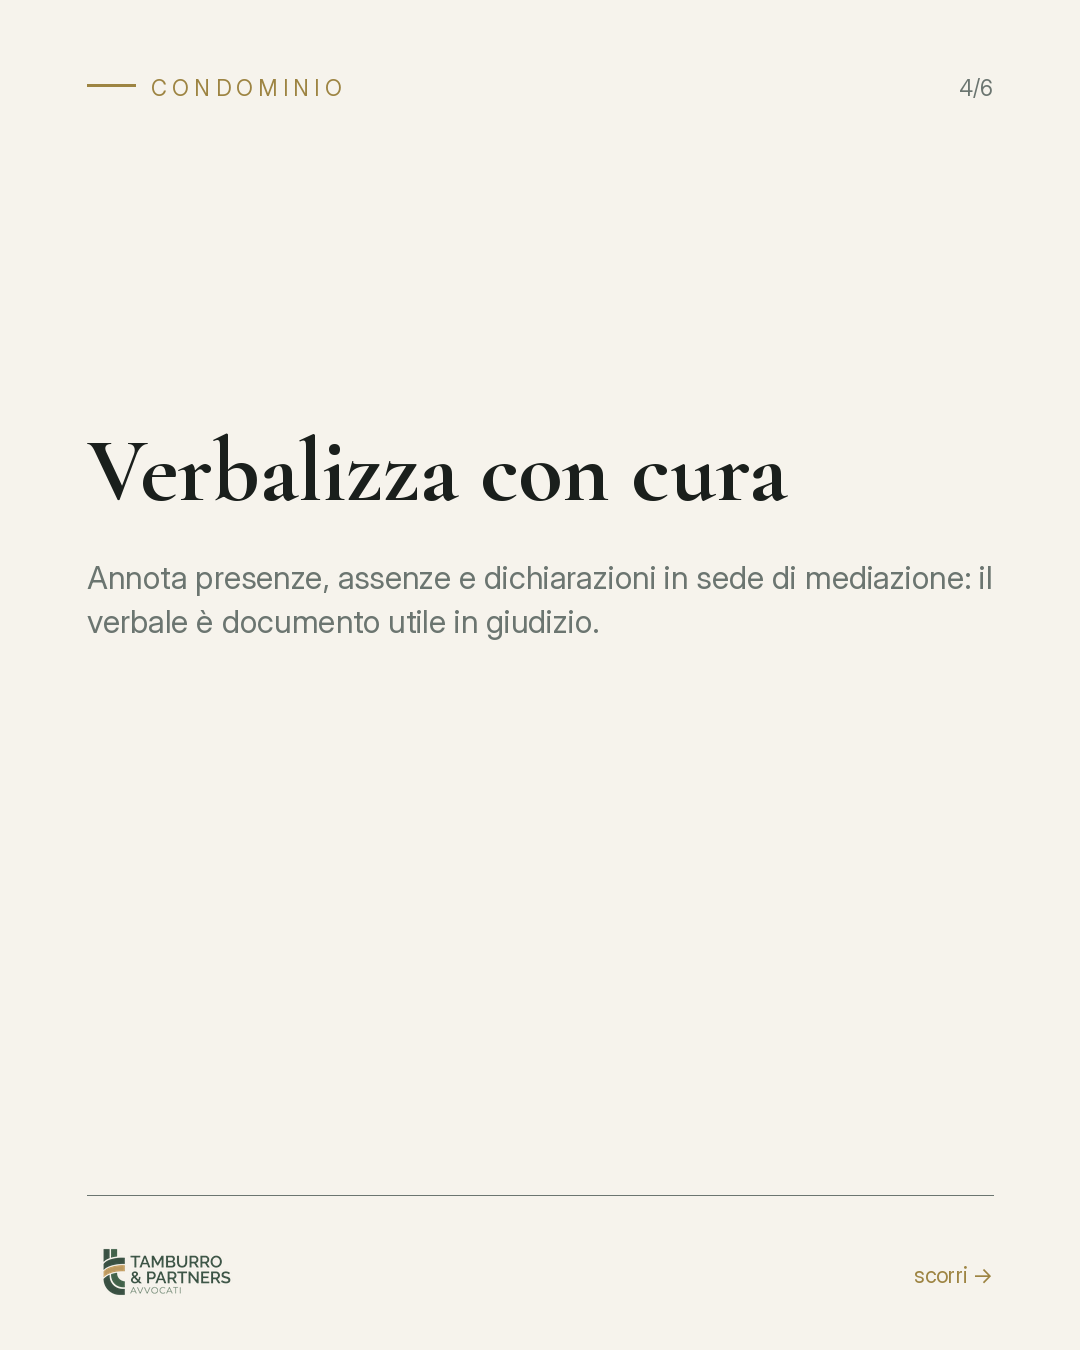 CONDOMINIO
4/6
Verbalizza con cura
Annota presenze, assenze e dichiarazioni in sede di mediazione: il
verbale è documento utile in giudizio.
TAMBURRO
& PARTNERS
AVVOCATI
scorri →